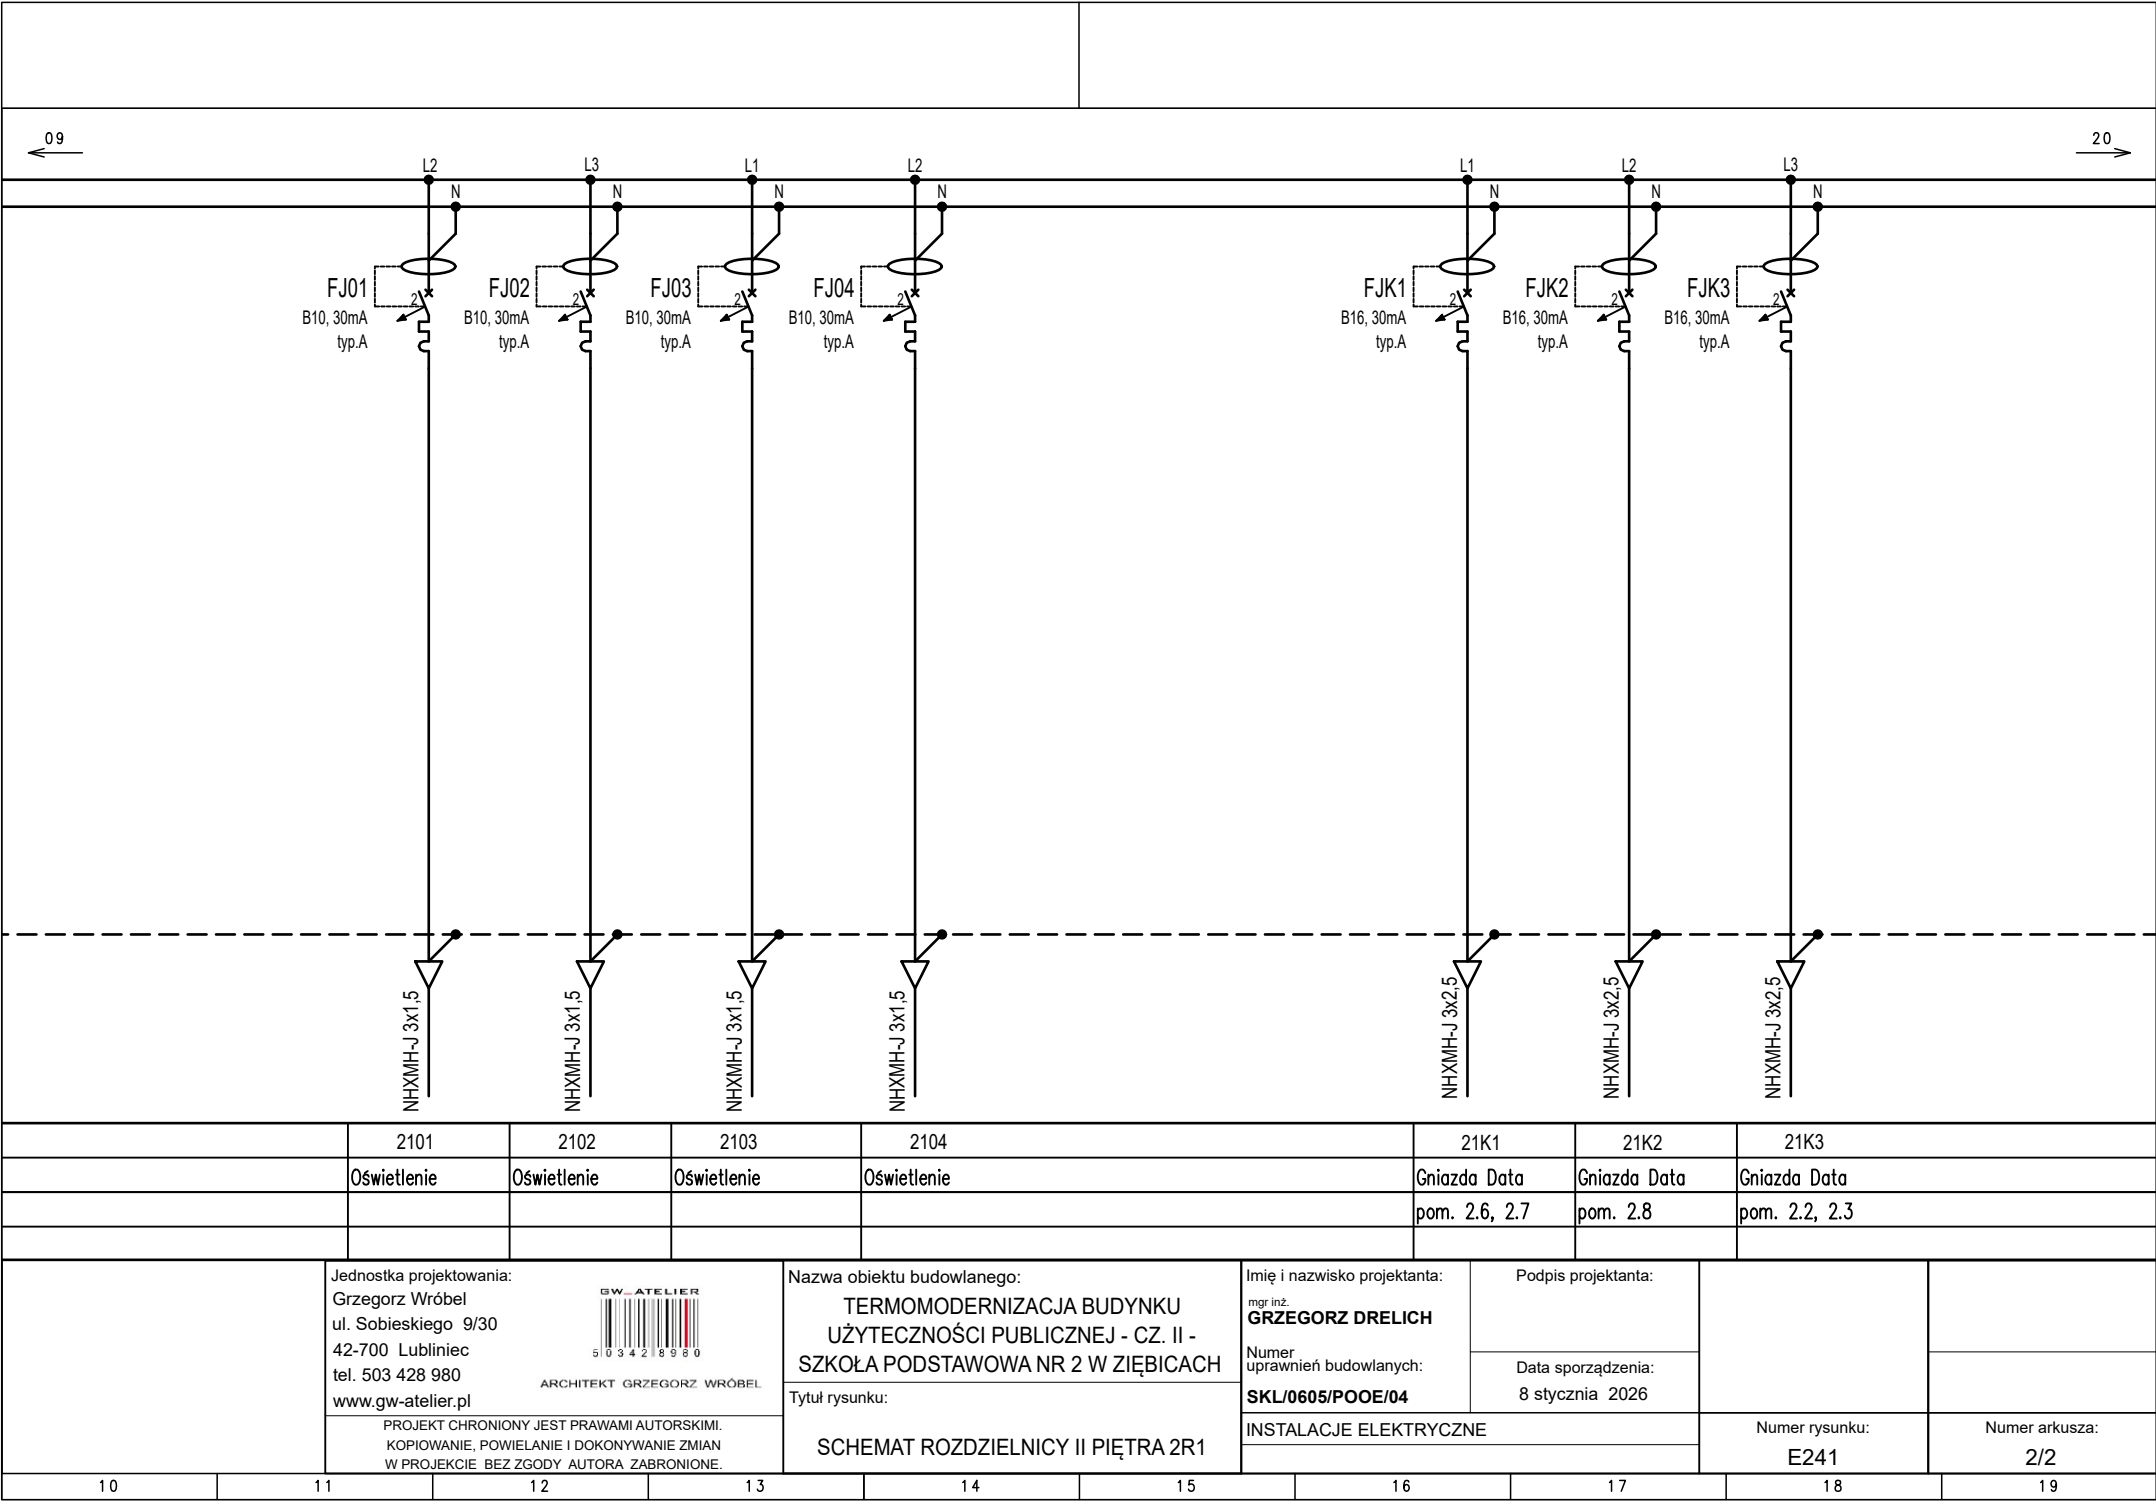 09
20
L2 L3 L1 L2 L1 L2 L3
N N N N N N N
FJ01 FJ02 FJ03 FJ04 FJK1 FJK2 FJK3
2 2 2 2 2 2 2
B10, 30mA B10, 30mA B10, 30mA B10, 30mA B16, 30mA B16, 30mA B16, 30mA
typ.A typ.A typ.A typ.A typ.A typ.A typ.A
NHXMH-J 3x1,5
NHXMH-J 3x1,5
NHXMH-J 3x1,5
NHXMH-J 3x1,5
NHXMH-J 3x2,5
NHXMH-J 3x2,5
NHXMH-J 3x2,5
2101 2102 2103 2104 21K1 21K2 21K3
Oświetlenie Oświetlenie Oświetlenie Oświetlenie Gniazda Data Gniazda Data Gniazda Data
pom. 2.6, 2.7 pom. 2.8 pom. 2.2, 2.3
Jednostka projektowania:
Grzegorz Wróbel
ul. Sobieskiego 9/30
42-700 Lubliniec
tel. 503 428 980
www.gw-atelier.pl
GW_ATELIER
503428980
ARCHITEKT GRZEGORZ WRÓBEL
PROJEKT CHRONIONY JEST PRAWAMI AUTORSKIMI.
KOPIOWANIE, POWIELANIE I DOKONYWANIE ZMIAN
W PROJEKCIE BEZ ZGODY AUTORA ZABRONIONE.
Nazwa obiektu budowlanego:
TERMOMODERNIZACJA BUDYNKU
UŻYTECZNOŚCI PUBLICZNEJ - CZ. II -
SZKOŁA PODSTAWOWA NR 2 W ZIĘBICACH
Tytuł rysunku:
SCHEMAT ROZDZIELNICY II PIĘTRA 2R1
Imię i nazwisko projektanta:
mgr inż.
GRZEGORZ DRELICH
Numer
uprawnień budowlanych:
SKL/0605/POOE/04
Podpis projektanta:
Data sporządzenia:
8 stycznia 2026
INSTALACJE ELEKTRYCZNE
Numer rysunku:
E241
Numer arkusza:
2/2
10 11 12 13 14 15 16 17 18 19